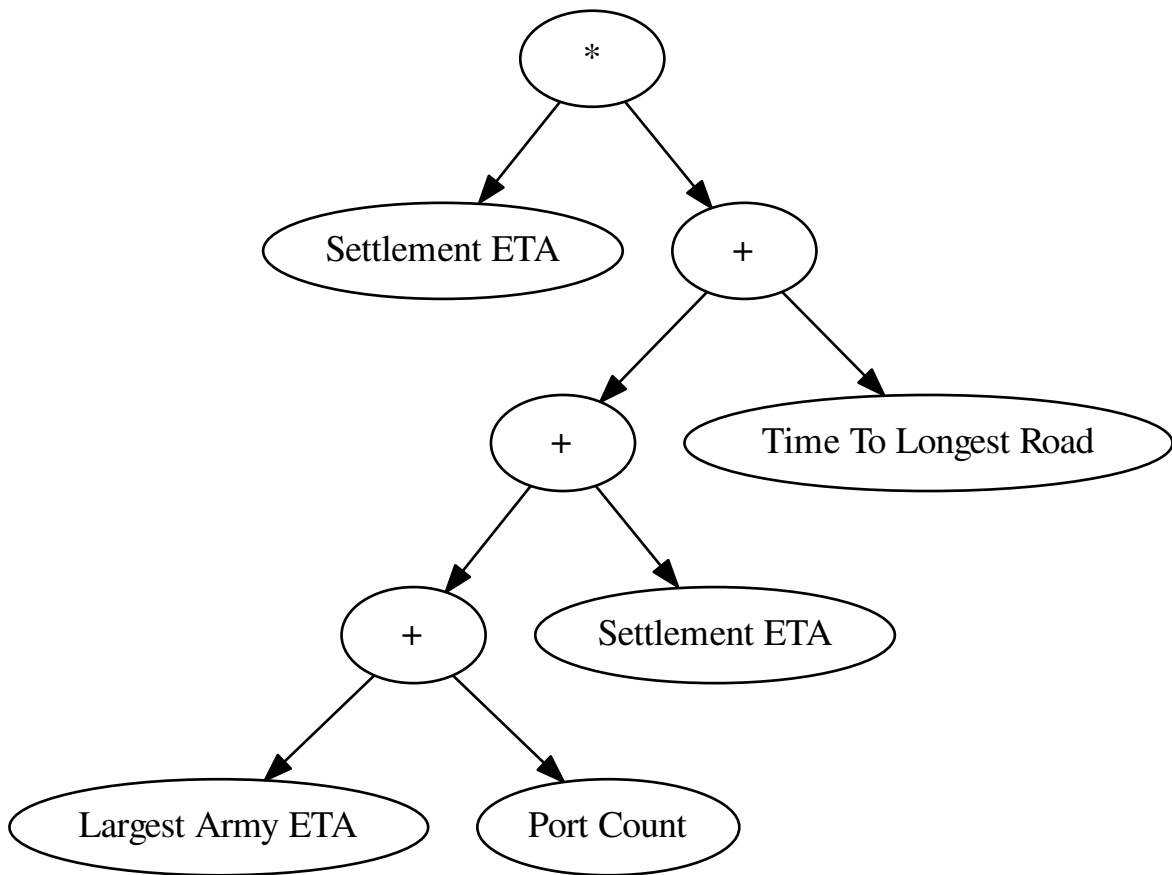 *
Settlement ETA
+
+
Time To Longest Road
+
Settlement ETA
Largest Army ETA
Port Count